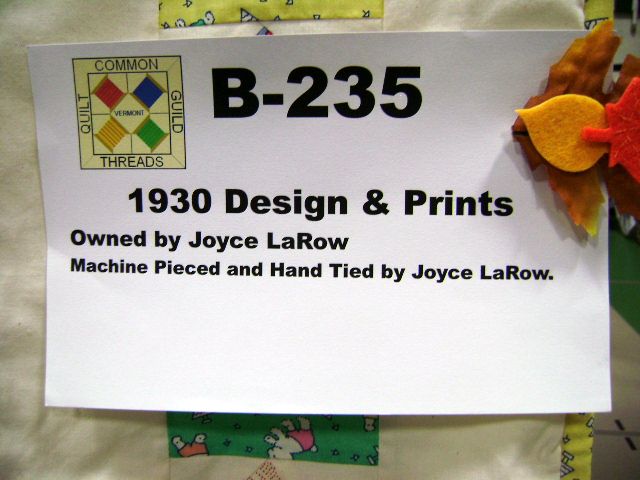 COMMON
QUILT
VERMONT
GUILD
THREADS
B-235
1930 Design & Prints
Owned by Joyce LaRow
Machine Pieced and Hand Tied by Joyce LaRow.